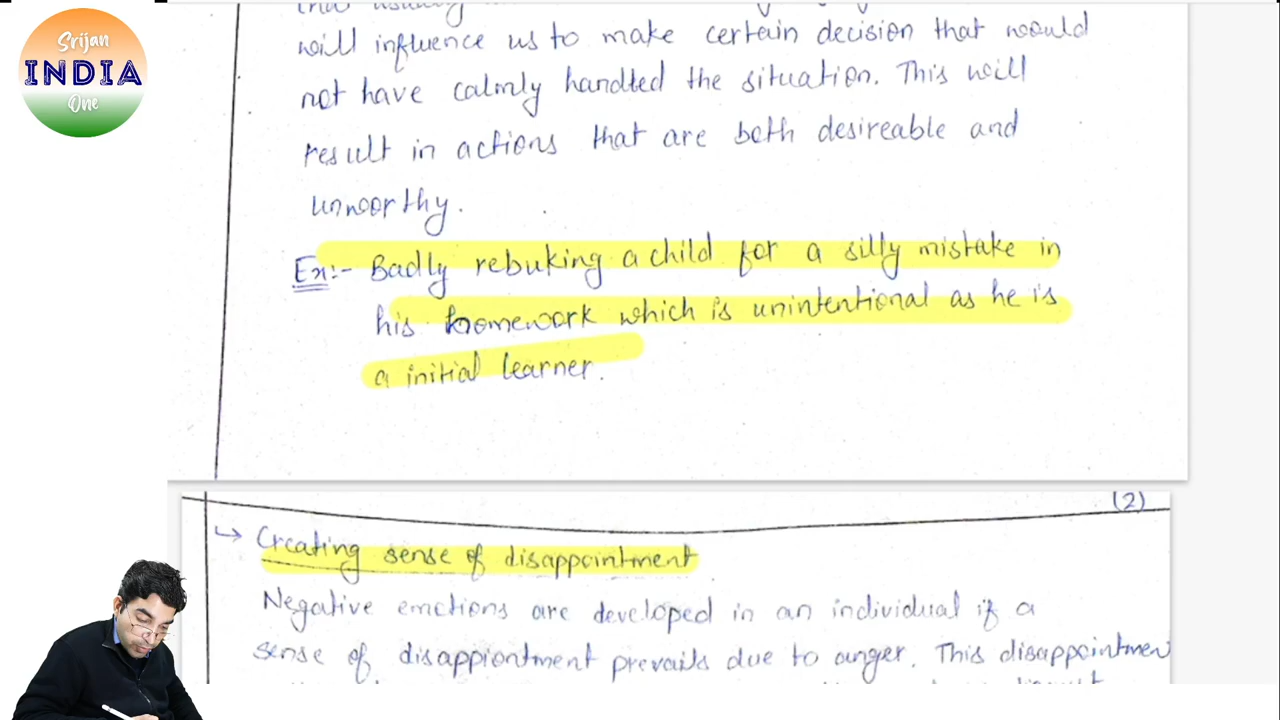 Srijan
INDIA
One
will influence us to make certain decision that would
not have calmly handled the situation. This will
result in actions that are both desireable and
unworthy.
Ex:- Badly rebuking a child for a silly mistake in
his homework which is unintentional as he is
a initial learner.
(2)
↳ Creating sense of disappointment
Negative emotions are developed in an individual if a
sense of disappiontment prevails due to anger. This disappointmen